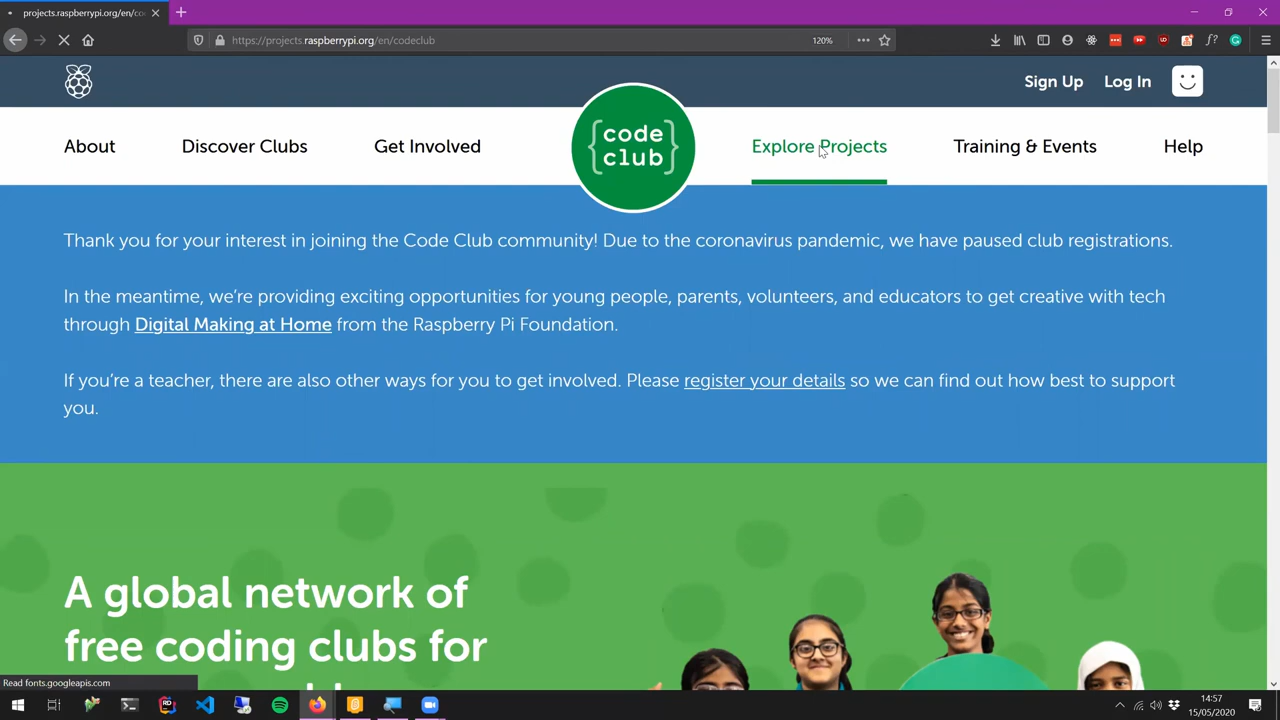 projects.raspberrypi.org/en/co
https://projects.raspberrypi.org/en/codeclub
120%
Sign Up
Log In
About
Discover Clubs
Get Involved
{code club}
Explore Projects
Training & Events
Help
Thank you for your interest in joining the Code Club community! Due to the coronavirus pandemic, we have paused club registrations.
In the meantime, we're providing exciting opportunities for young people, parents, volunteers, and educators to get creative with tech
through Digital Making at Home from the Raspberry Pi Foundation.
If you're a teacher, there are also other ways for you to get involved. Please register your details so we can find out how best to support
you.
A global network of
free coding clubs for
Read fonts.googleapis.com
14:57
15/05/2020